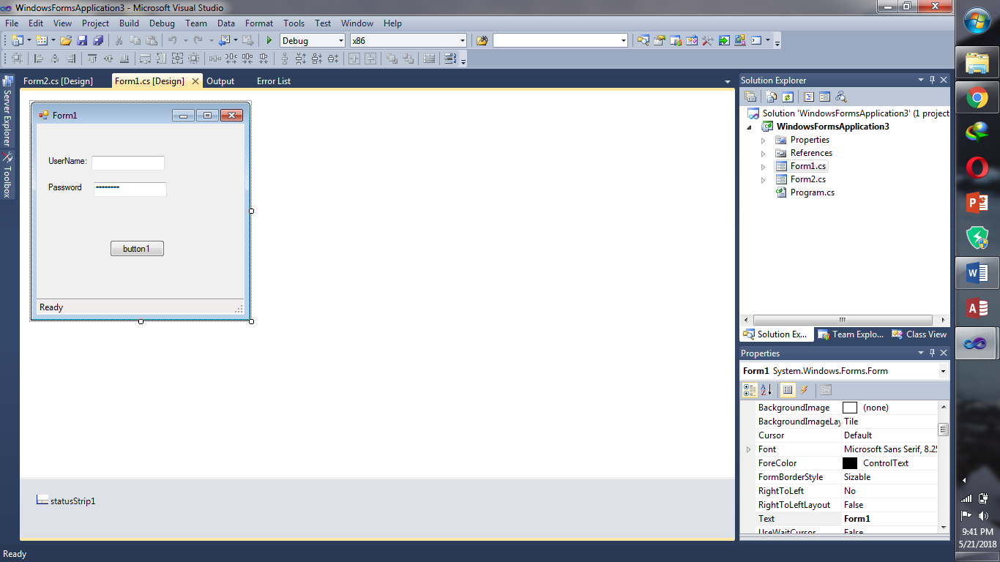 WindowsFormsApplication3 - Microsoft Visual Studio
File Edit View Project Build Debug Team Data Format Tools Test Window Help
Debug x86
Form2.cs [Design] Form1.cs [Design] Output Error List
Server Explorer
Toolbox
Form1
UserName:
Password ********
button1
Ready
statusStrip1
Solution Explorer
Solution 'WindowsFormsApplication3' (1 project
WindowsFormsApplication3
Properties
References
Form1.cs
Form2.cs
Program.cs
Solution Ex... Team Explo... Class View
Properties
Form1 System.Windows.Forms.Form
BackgroundImage (none)
BackgroundImageLay Tile
Cursor Default
Font Microsoft Sans Serif, 8.25
ForeColor ControlText
FormBorderStyle Sizable
RightToLeft No
RightToLeftLayout False
Text Form1
UseWaitCursor False
Ready
9:41 PM
5/21/2018